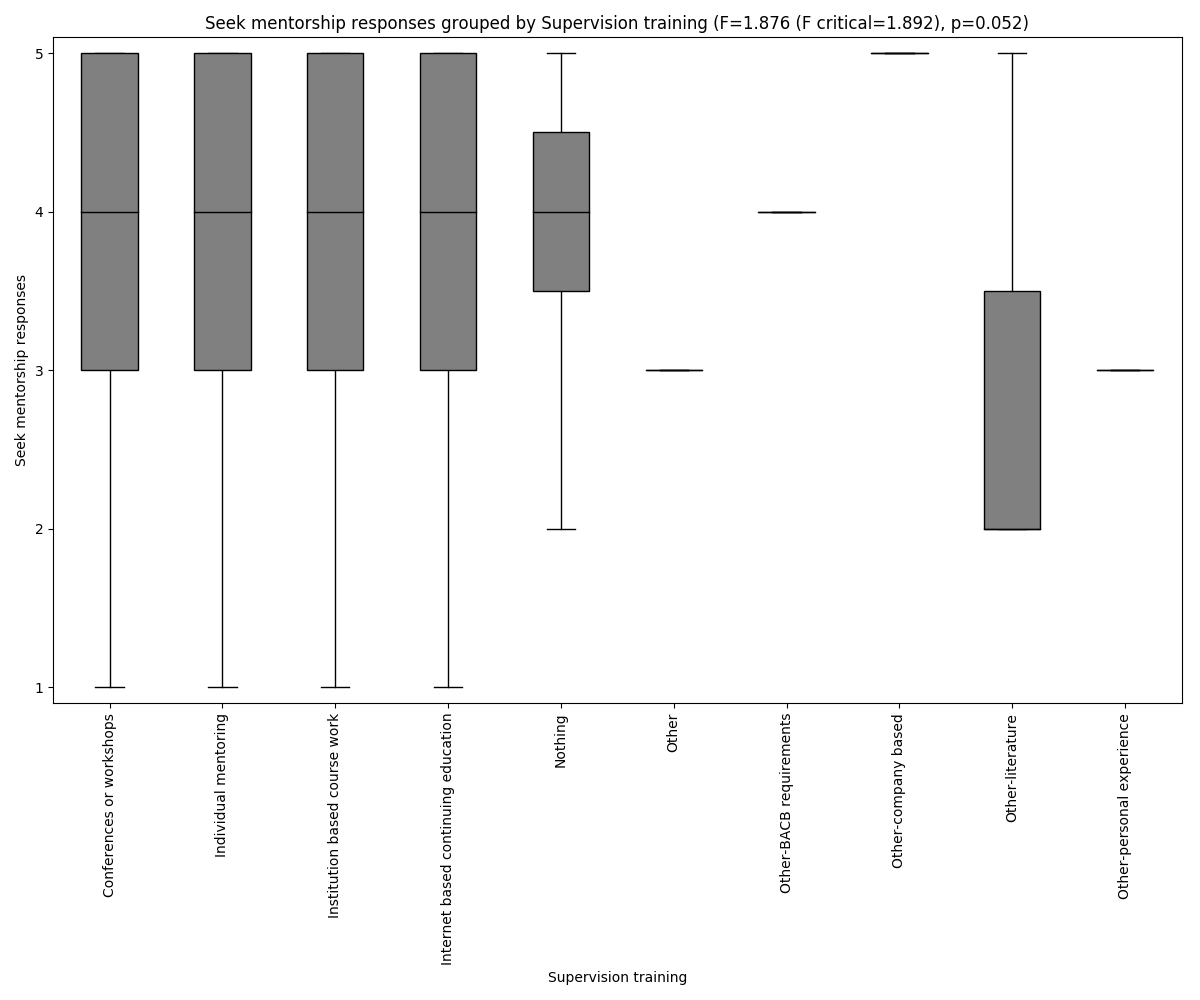 Seek mentorship responses grouped by Supervision training (F=1.876 (F critical=1.892), p=0.052)
Seek mentorship responses
5
4
3
2
1
Conferences or workshops
Individual mentoring
Institution based course work
Internet based continuing education
Nothing
Other
Other-BACB requirements
Other-company based
Other-literature
Other-personal experience
Supervision training